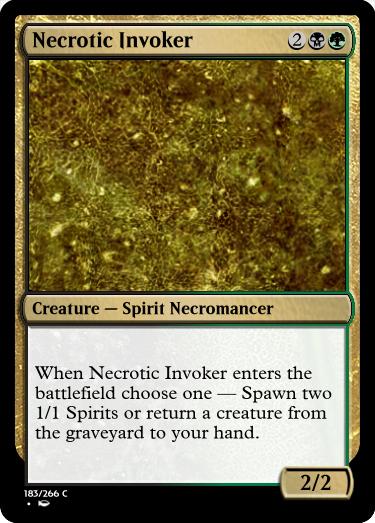 Necrotic Invoker 2
Creature — Spirit Necromancer
When Necrotic Invoker enters the
battlefield choose one — Spawn two
1/1 Spirits or return a creature from
the graveyard to your hand.
2/2
183/266 C